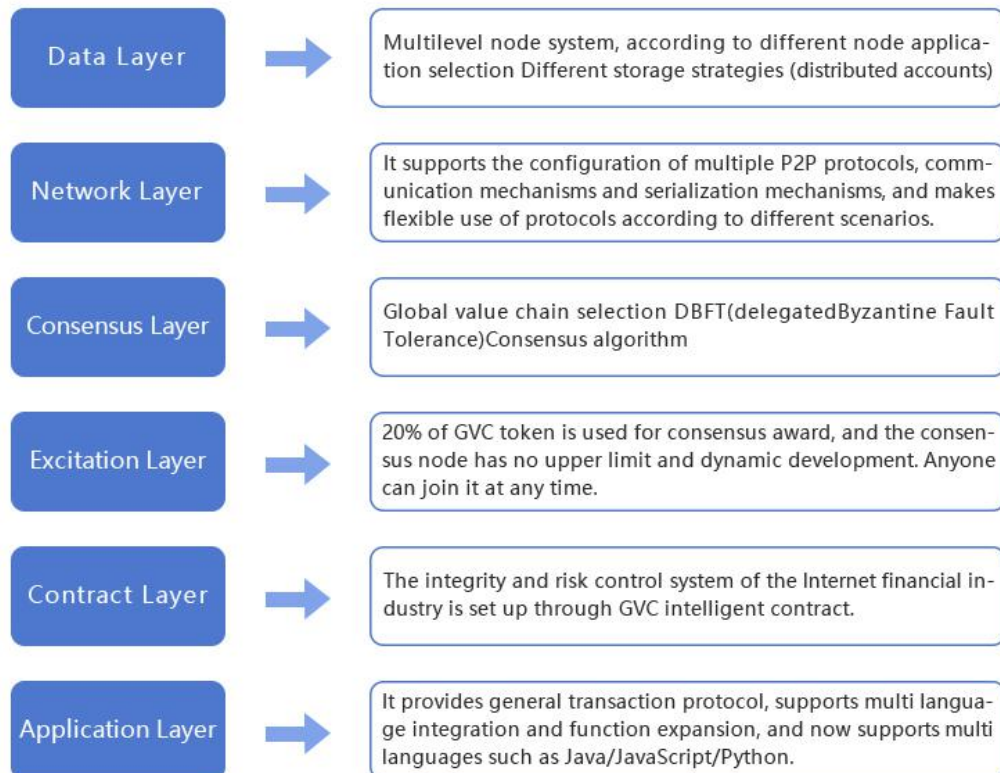 Data Layer
Multilevel node system, according to different node applica-
tion selection Different storage strategies (distributed accounts)
Network Layer
It supports the configuration of multiple P2P protocols, comm-
unication mechanisms and serialization mechanisms, and makes
flexible use of protocols according to different scenarios.
Consensus Layer
Global value chain selection DBFT(delegatedByzantine Fault
Tolerance)Consensus algorithm
Excitation Layer
20% of GVC token is used for consensus award, and the consen-
sus node has no upper limit and dynamic development. Anyone
can join it at any time.
Contract Layer
The integrity and risk control system of the Internet financial in-
dustry is set up through GVC intelligent contract.
Application Layer
It provides general transaction protocol, supports multi langua-
ge integration and function expansion, and now supports multi
languages such as Java/JavaScript/Python.